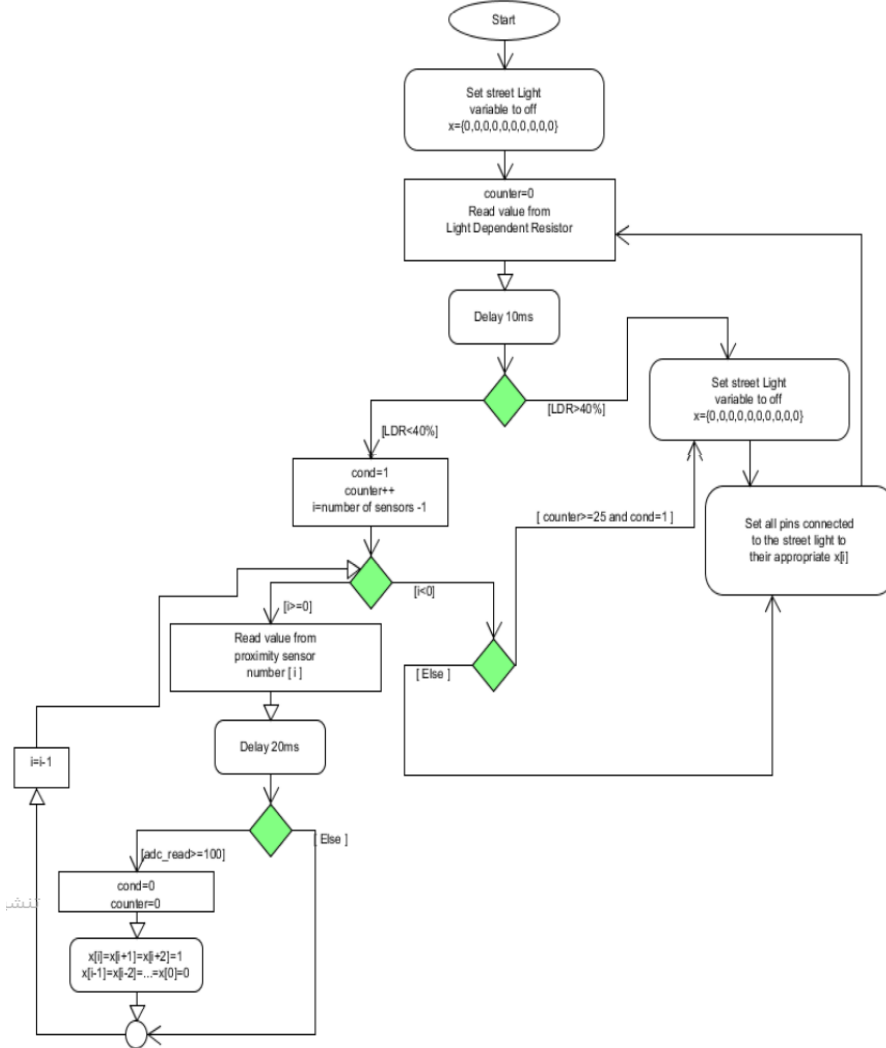 Start
Set street Light
variable to off
x={0,0,0,0,0,0,0,0,0,0}
counter=0
Read value from
Light Dependent Resistor
Delay 10ms
[LDR>40%]
[LDR<40%]
Set street Light
variable to off
x={0,0,0,0,0,0,0,0,0,0}
cond=1
counter++
i=number of sensors -1
Set all pins connected
to the street light to
their appropriate x[i]
[ counter>=25 and cond=1 ]
[i>=0]
[i<0]
Read value from
proximity sensor
number [ i ]
[ Else ]
Delay 20ms
i=i-1
[ Else ]
[adc_read>=100]
cond=0
counter=0
x[i]=x[i+1]=x[i+2]=1
x[i-1]=x[i-2]=...=x[0]=0